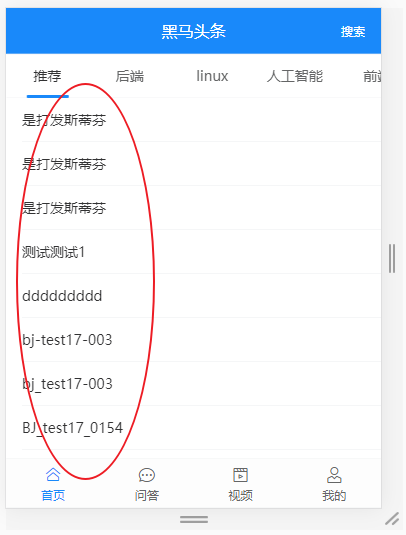 黑马头条 搜索
推荐 后端 linux 人工智能 前端
是打发斯蒂芬
是打发斯蒂芬
是打发斯蒂芬
测试测试1
ddddddddd
bj-test17-003
bj_test17-003
BJ_test17_0154
首页 问答 视频 我的